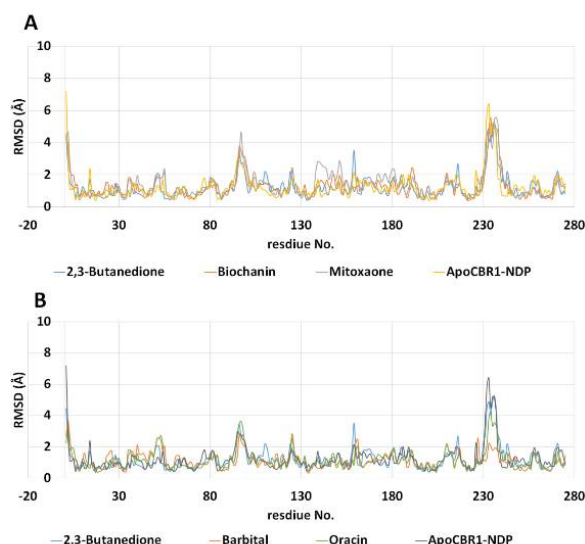 A
10
8
6
4
2
0
RMSD (Å)
-20 30 80 130 180 230 280
resdiue No.
2,3-Butanedione Biochanin Mitoxaone ApoCBR1-NDP
B
10
8
6
4
2
0
RMSD (Å)
-20 30 80 130 180 230 280
resdiue No.
2,3-Butanedione Barbital Oracin ApoCBR1-NDP